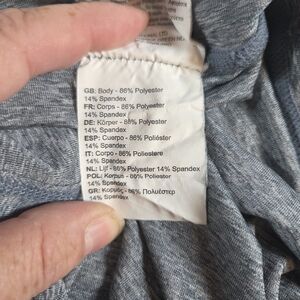 GB: Body - 86% Polyester
14% Spandex
FR: Corps - 86% Polyester
14% Spandex
DE: Körper - 86% Polyester
14% Spandex
ESP: Cuerpo - 86% Polióster
14% Spandex
IT: Corpo - 86% Poliestere
14% Spandex
NL: Lijf - 86% Polyester 14% Spandex
POL: Korpus - 86% Polyester
14% Spandex
GR: Κορμός - 86% Πολυέστερ
14% Spandex